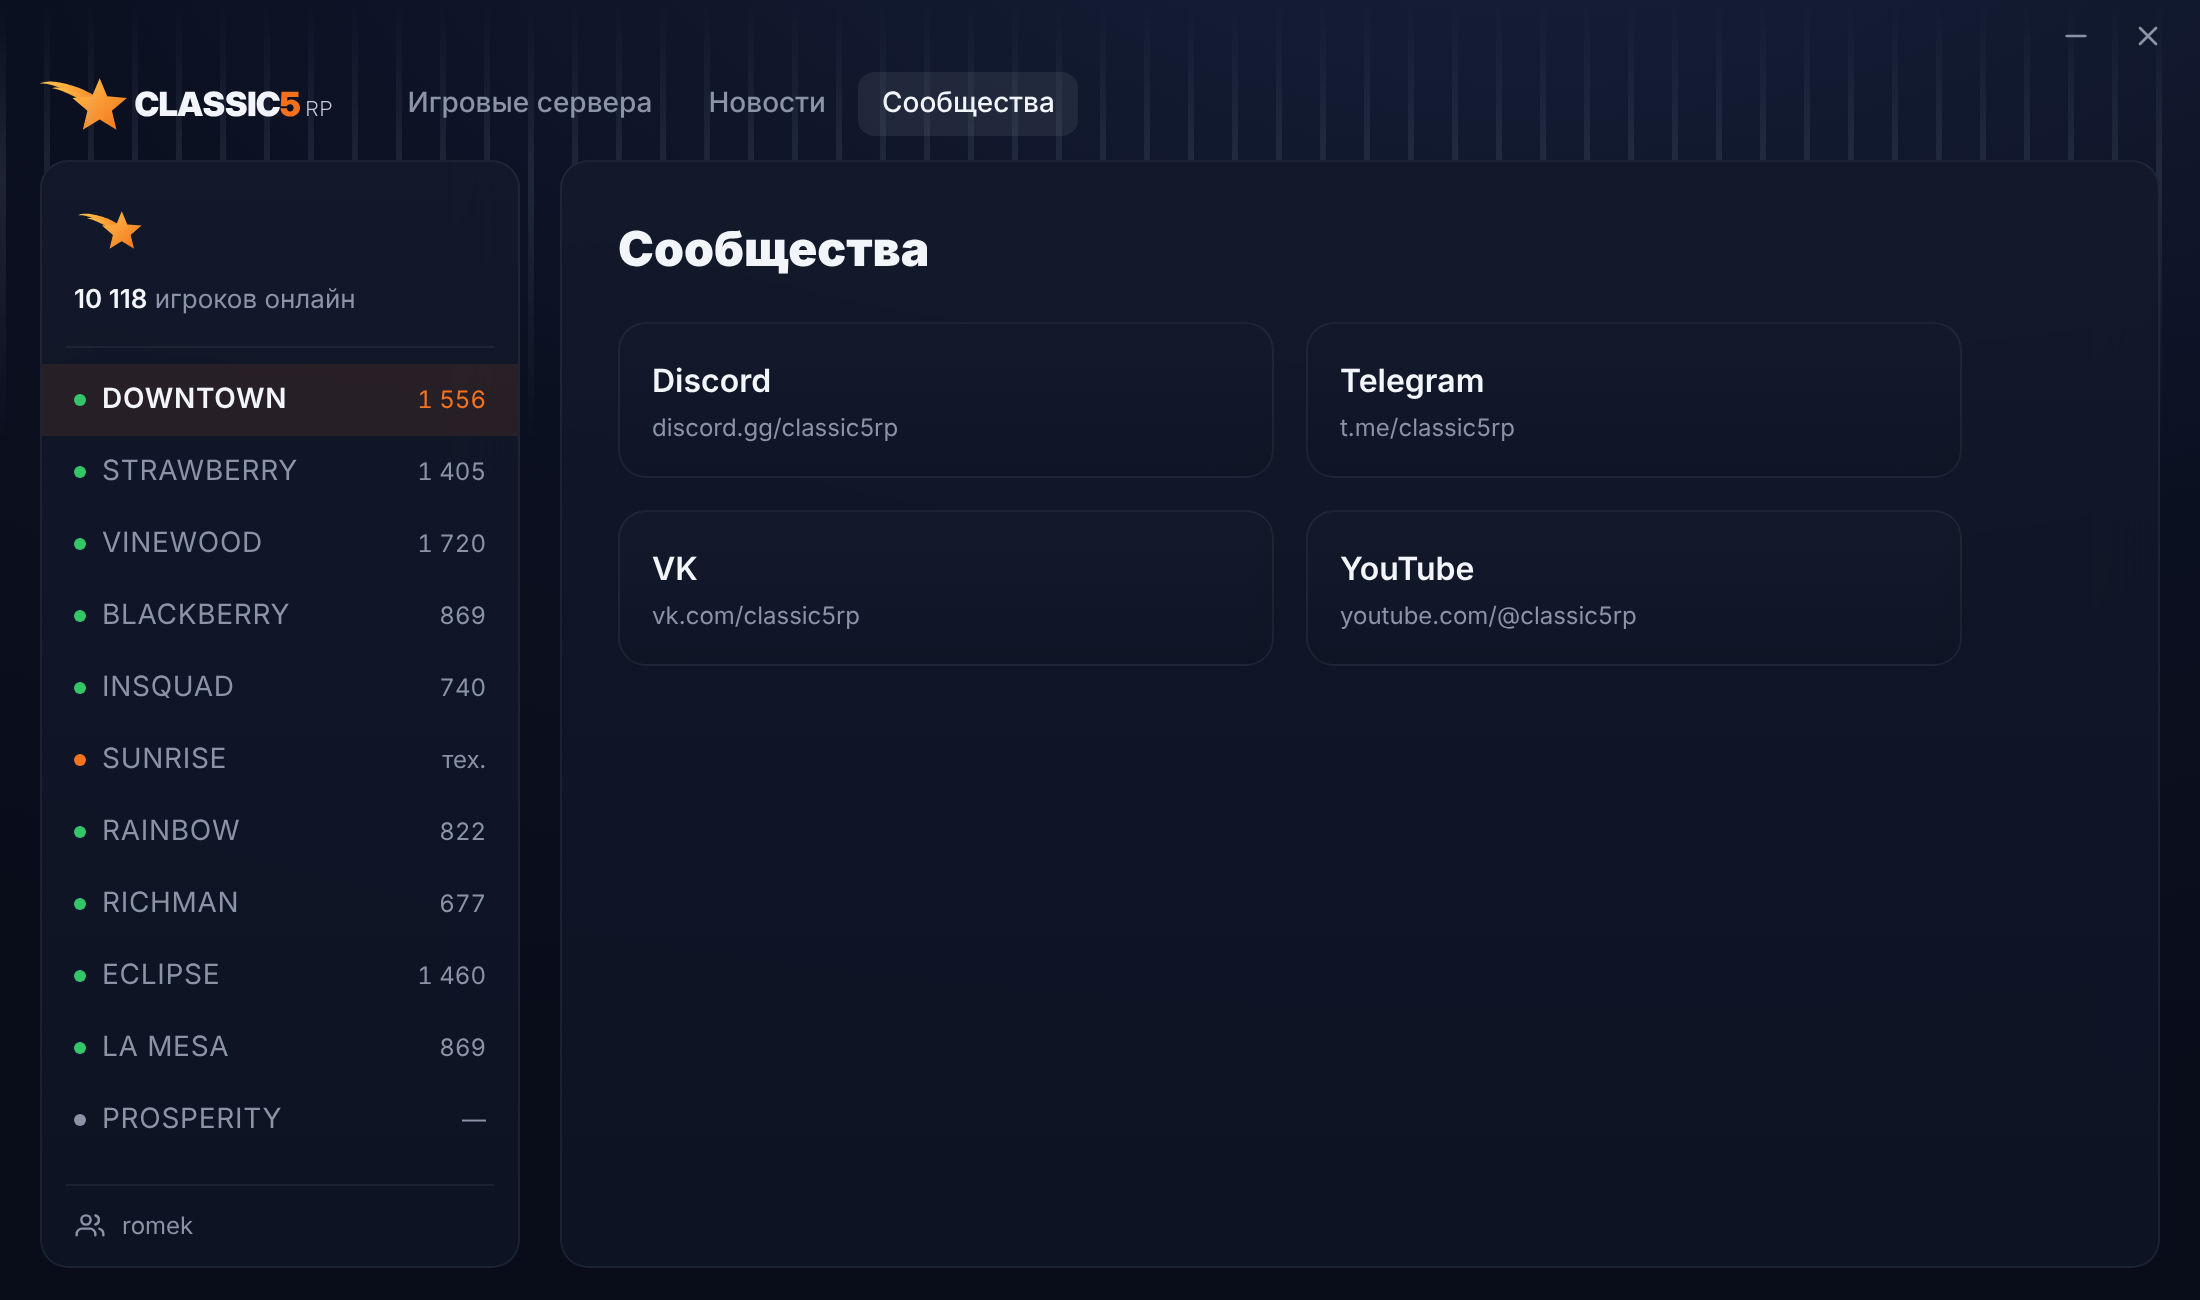 CLASSIC5 RP
Игровые сервера
Новости
Сообщества
10 118 игроков онлайн
DOWNTOWN 1 556
STRAWBERRY 1 405
VINEWOOD 1 720
BLACKBERRY 869
INSQUAD 740
SUNRISE тех.
RAINBOW 822
RICHMAN 677
ECLIPSE 1 460
LA MESA 869
PROSPERITY —
romek
Сообщества
Discord
discord.gg/classic5rp
Telegram
t.me/classic5rp
VK
vk.com/classic5rp
YouTube
youtube.com/@classic5rp